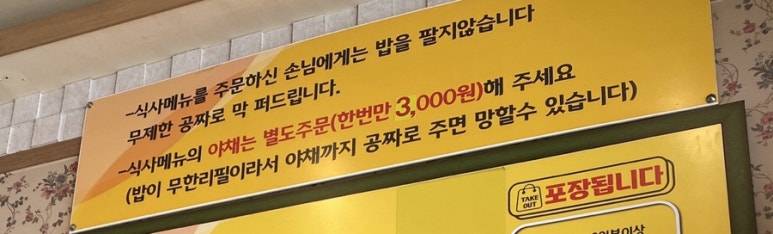 -식사메뉴를 주문하신 손님에게는 밥을 팔지않습니다
무제한 공짜로 막 퍼드립니다.
-식사메뉴의 야채는 별도주문(한번만 3,000원)해 주세요
(밥이 무한리필이라서 야채까지 공짜로 주면 망할수 있습니다)
TAKE
OUT
포장됩니다